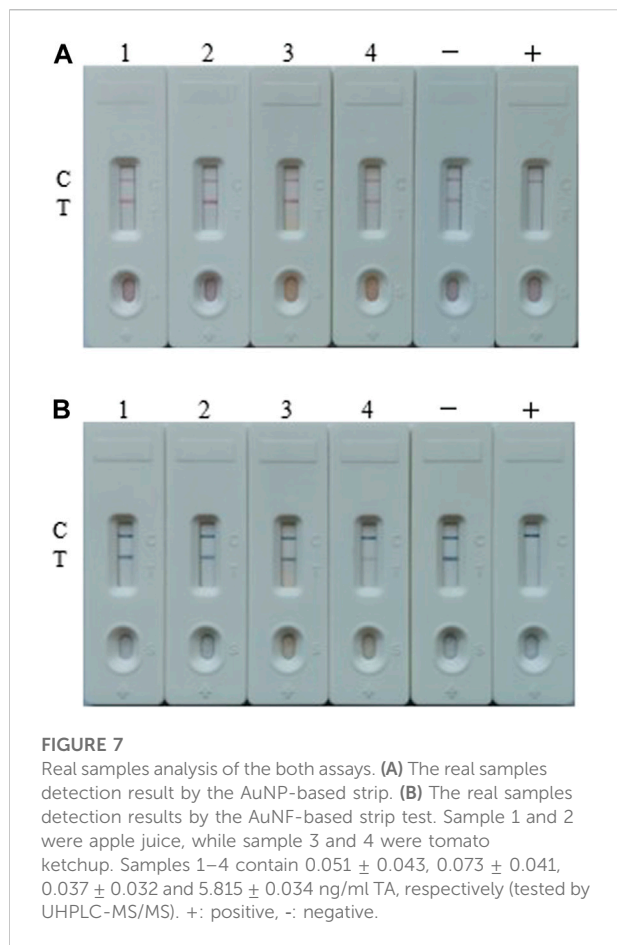 A
1 2 3 4 − +
C
T
C T
C T
C T
C T
C T
C T
B
1 2 3 4 − +
C
T
C T S
C T S
C T S
C T S
C T S
C T S
FIGURE 7
Real samples analysis of the both assays. (A) The real samples
detection result by the AuNP-based strip. (B) The real samples
detection results by the AuNF-based strip test. Sample 1 and 2
were apple juice, while sample 3 and 4 were tomato
ketchup. Samples 1–4 contain 0.051 ± 0.043, 0.073 ± 0.041,
0.037 ± 0.032 and 5.815 ± 0.034 ng/ml TA, respectively (tested by
UHPLC-MS/MS). +: positive, -: negative.